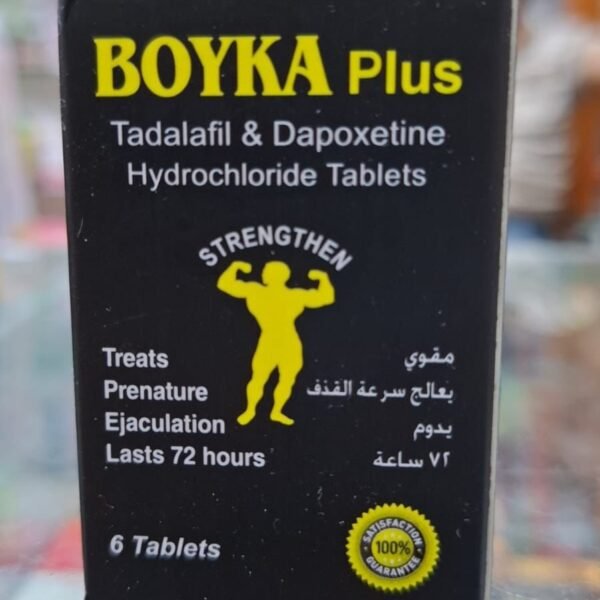 BOYKA Plus
Tadalafil & Dapoxetine
Hydrochloride Tablets
STRENGTHEN
Treats
Prenature
Ejaculation
Lasts 72 hours
مقوي
يعالج سرعة القذف
يدوم
٧٢ ساعة
6 Tablets
SATISFACTION
100%
GUARANTEE